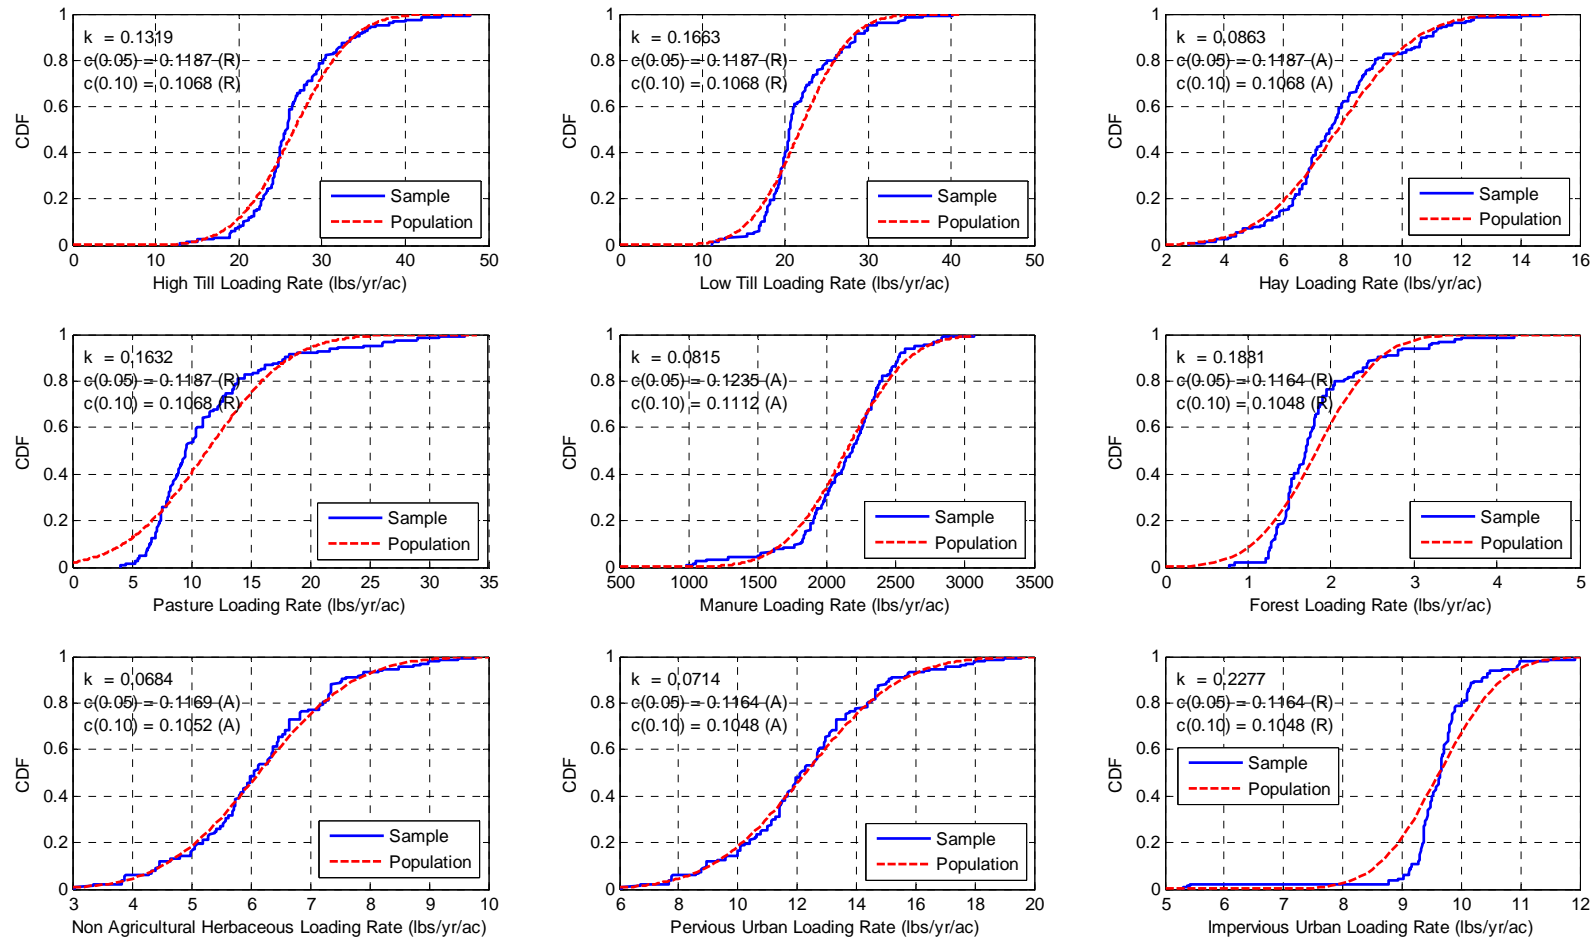 k = 0.1319
c(0.05) = 0.1187 (R)
c(0.10) = 0.1068 (R)
1
0.8
0.6
0.4
0.2
0
CDF
Sample
Population
0 10 20 30 40 50
High Till Loading Rate (lbs/yr/ac)
k = 0.1663
c(0.05) = 0.1187 (R)
c(0.10) = 0.1068 (R)
1
0.8
0.6
0.4
0.2
0
CDF
Sample
Population
0 10 20 30 40 50
Low Till Loading Rate (lbs/yr/ac)
k = 0.0863
c(0.05) = 0.1187 (A)
c(0.10) = 0.1068 (A)
1
0.8
0.6
0.4
0.2
0
CDF
Sample
Population
2 4 6 8 10 12 14 16
Hay Loading Rate (lbs/yr/ac)
k = 0.1632
c(0.05) = 0.1187 (R)
c(0.10) = 0.1068 (R)
1
0.8
0.6
0.4
0.2
0
CDF
Sample
Population
0 5 10 15 20 25 30 35
Pasture Loading Rate (lbs/yr/ac)
k = 0.0815
c(0.05) = 0.1235 (A)
c(0.10) = 0.1112 (A)
1
0.8
0.6
0.4
0.2
0
CDF
Sample
Population
500 1000 1500 2000 2500 3000 3500
Manure Loading Rate (lbs/yr/ac)
k = 0.1881
c(0.05) = 0.1164 (R)
c(0.10) = 0.1048 (R)
1
0.8
0.6
0.4
0.2
0
CDF
Sample
Population
0 1 2 3 4 5
Forest Loading Rate (lbs/yr/ac)
k = 0.0684
c(0.05) = 0.1169 (A)
c(0.10) = 0.1052 (A)
1
0.8
0.6
0.4
0.2
0
CDF
Sample
Population
3 4 5 6 7 8 9 10
Non Agricultural Herbaceous Loading Rate (lbs/yr/ac)
k = 0.0714
c(0.05) = 0.1164 (A)
c(0.10) = 0.1048 (A)
1
0.8
0.6
0.4
0.2
0
CDF
Sample
Population
6 8 10 12 14 16 18 20
Pervious Urban Loading Rate (lbs/yr/ac)
k = 0.2277
c(0.05) = 0.1164 (R)
c(0.10) = 0.1048 (R)
1
0.8
0.6
0.4
0.2
0
CDF
Sample
Population
5 6 7 8 9 10 11 12
Impervious Urban Loading Rate (lbs/yr/ac)